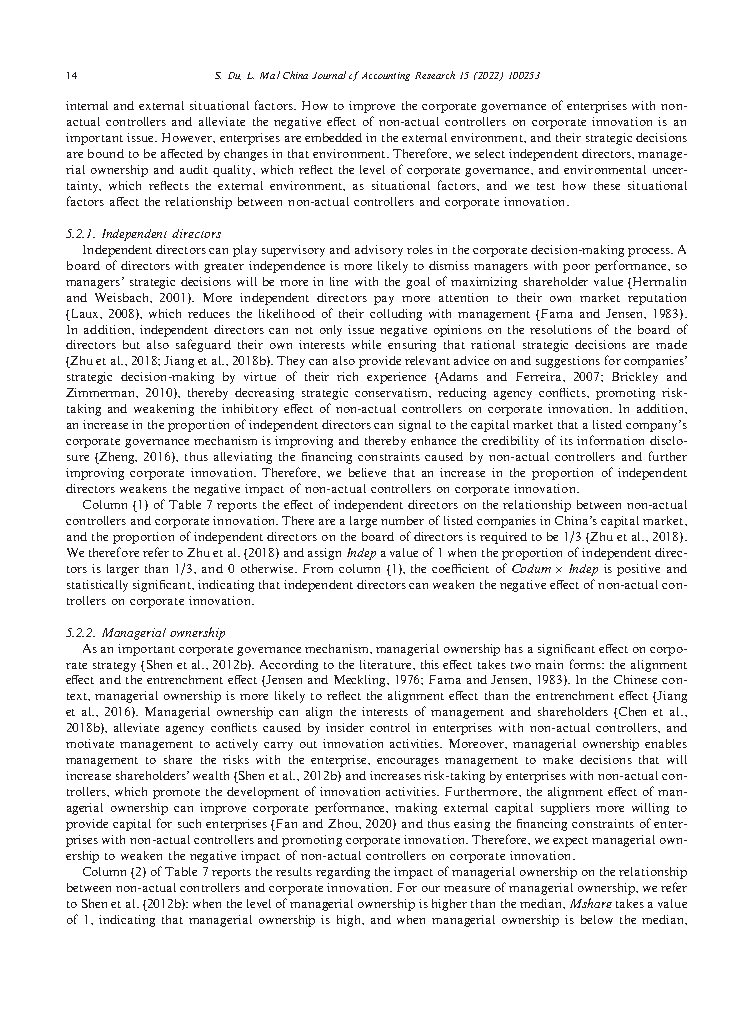 14
S. Du, L. Ma / China Journal of Accounting Research 15 (2022) 100253
internal and external situational factors. How to improve the corporate governance of enterprises with non-
actual controllers and alleviate the negative effect of non-actual controllers on corporate innovation is an
important issue. However, enterprises are embedded in the external environment, and their strategic decisions
are bound to be affected by changes in that environment. Therefore, we select independent directors, manage-
rial ownership and audit quality, which reflect the level of corporate governance, and environmental uncer-
tainty, which reflects the external environment, as situational factors, and we test how these situational
factors affect the relationship between non-actual controllers and corporate innovation.
5.2.1. Independent directors
Independent directors can play supervisory and advisory roles in the corporate decision-making process. A
board of directors with greater independence is more likely to dismiss managers with poor performance, so
managers' strategic decisions will be more in line with the goal of maximizing shareholder value (Hermalin
and Weisbach, 2001). More independent directors pay more attention to their own market reputation
(Laux, 2008), which reduces the likelihood of their colluding with management (Fama and Jensen, 1983).
In addition, independent directors can not only issue negative opinions on the resolutions of the board of
directors but also safeguard their own interests while ensuring that rational strategic decisions are made
(Zhu et al., 2018; Jiang et al., 2018b). They can also provide relevant advice on and suggestions for companies'
strategic decision-making by virtue of their rich experience (Adams and Ferreira, 2007; Brickley and
Zimmerman, 2010), thereby decreasing strategic conservatism, reducing agency conflicts, promoting risk-
taking and weakening the inhibitory effect of non-actual controllers on corporate innovation. In addition,
an increase in the proportion of independent directors can signal to the capital market that a listed company's
corporate governance mechanism is improving and thereby enhance the credibility of its information disclo-
sure (Zheng, 2016), thus alleviating the financing constraints caused by non-actual controllers and further
improving corporate innovation. Therefore, we believe that an increase in the proportion of independent
directors weakens the negative impact of non-actual controllers on corporate innovation.
Column (1) of Table 7 reports the effect of independent directors on the relationship between non-actual
controllers and corporate innovation. There are a large number of listed companies in China's capital market,
and the proportion of independent directors on the board of directors is required to be 1/3 (Zhu et al., 2018).
We therefore refer to Zhu et al. (2018) and assign Indep a value of 1 when the proportion of independent direc-
tors is larger than 1/3, and 0 otherwise. From column (1), the coefficient of Codum × Indep is positive and
statistically significant, indicating that independent directors can weaken the negative effect of non-actual con-
trollers on corporate innovation.
5.2.2. Managerial ownership
As an important corporate governance mechanism, managerial ownership has a significant effect on corpo-
rate strategy (Shen et al., 2012b). According to the literature, this effect takes two main forms: the alignment
effect and the entrenchment effect (Jensen and Meckling, 1976; Fama and Jensen, 1983). In the Chinese con-
text, managerial ownership is more likely to reflect the alignment effect than the entrenchment effect (Jiang
et al., 2016). Managerial ownership can align the interests of management and shareholders (Chen et al.,
2018b), alleviate agency conflicts caused by insider control in enterprises with non-actual controllers, and
motivate management to actively carry out innovation activities. Moreover, managerial ownership enables
management to share the risks with the enterprise, encourages management to make decisions that will
increase shareholders' wealth (Shen et al., 2012b) and increases risk-taking by enterprises with non-actual con-
trollers, which promote the development of innovation activities. Furthermore, the alignment effect of man-
agerial ownership can improve corporate performance, making external capital suppliers more willing to
provide capital for such enterprises (Fan and Zhou, 2020) and thus easing the financing constraints of enter-
prises with non-actual controllers and promoting corporate innovation. Therefore, we expect managerial own-
ership to weaken the negative impact of non-actual controllers on corporate innovation.
Column (2) of Table 7 reports the results regarding the impact of managerial ownership on the relationship
between non-actual controllers and corporate innovation. For our measure of managerial ownership, we refer
to Shen et al. (2012b): when the level of managerial ownership is higher than the median, Mshare takes a value
of 1, indicating that managerial ownership is high, and when managerial ownership is below the median,